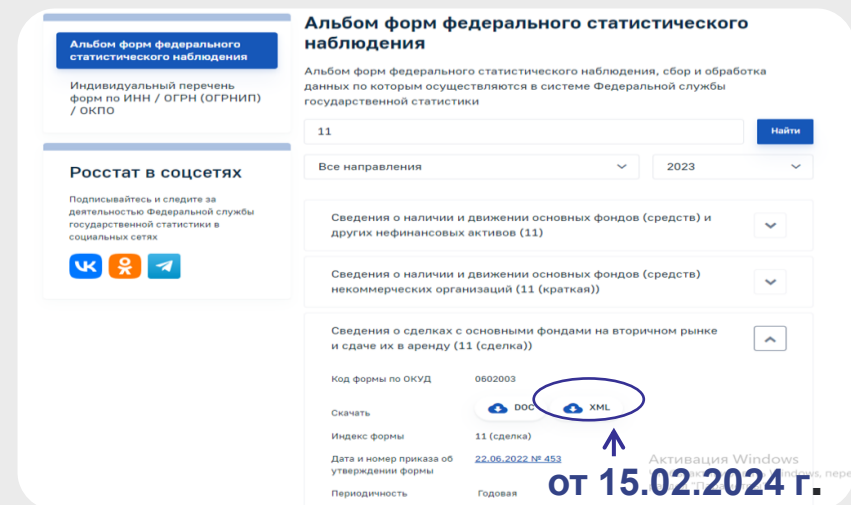 Альбом форм федерального
статистического наблюдения
Индивидуальный перечень
форм по ИНН / ОГРН (ОГРНИП)
/ ОКПО
Росстат в соцсетях
Подписывайтесь и следите за
деятельностью Федеральной службы
государственной статистики в
социальных сетях
Альбом форм федерального статистического
наблюдения
Альбом форм федерального статистического наблюдения, сбор и обработка
данных по которым осуществляются в системе Федеральной службы
государственной статистики
11
Найти
Все направления
2023
Сведения о наличии и движении основных фондов (средств) и
других нефинансовых активов (11)
Сведения о наличии и движении основных фондов (средств)
некоммерческих организаций (11 (краткая))
Сведения о сделках с основными фондами на вторичном рынке
и сдаче их в аренду (11 (сделка))
Код формы по ОКУД 0602003
Скачать DOC XML
Индекс формы 11 (сделка)
Дата и номер приказа об
утверждении формы
22.06.2022 № 453
Периодичность Годовая
Активация Windows
от 15.02.2024 г.